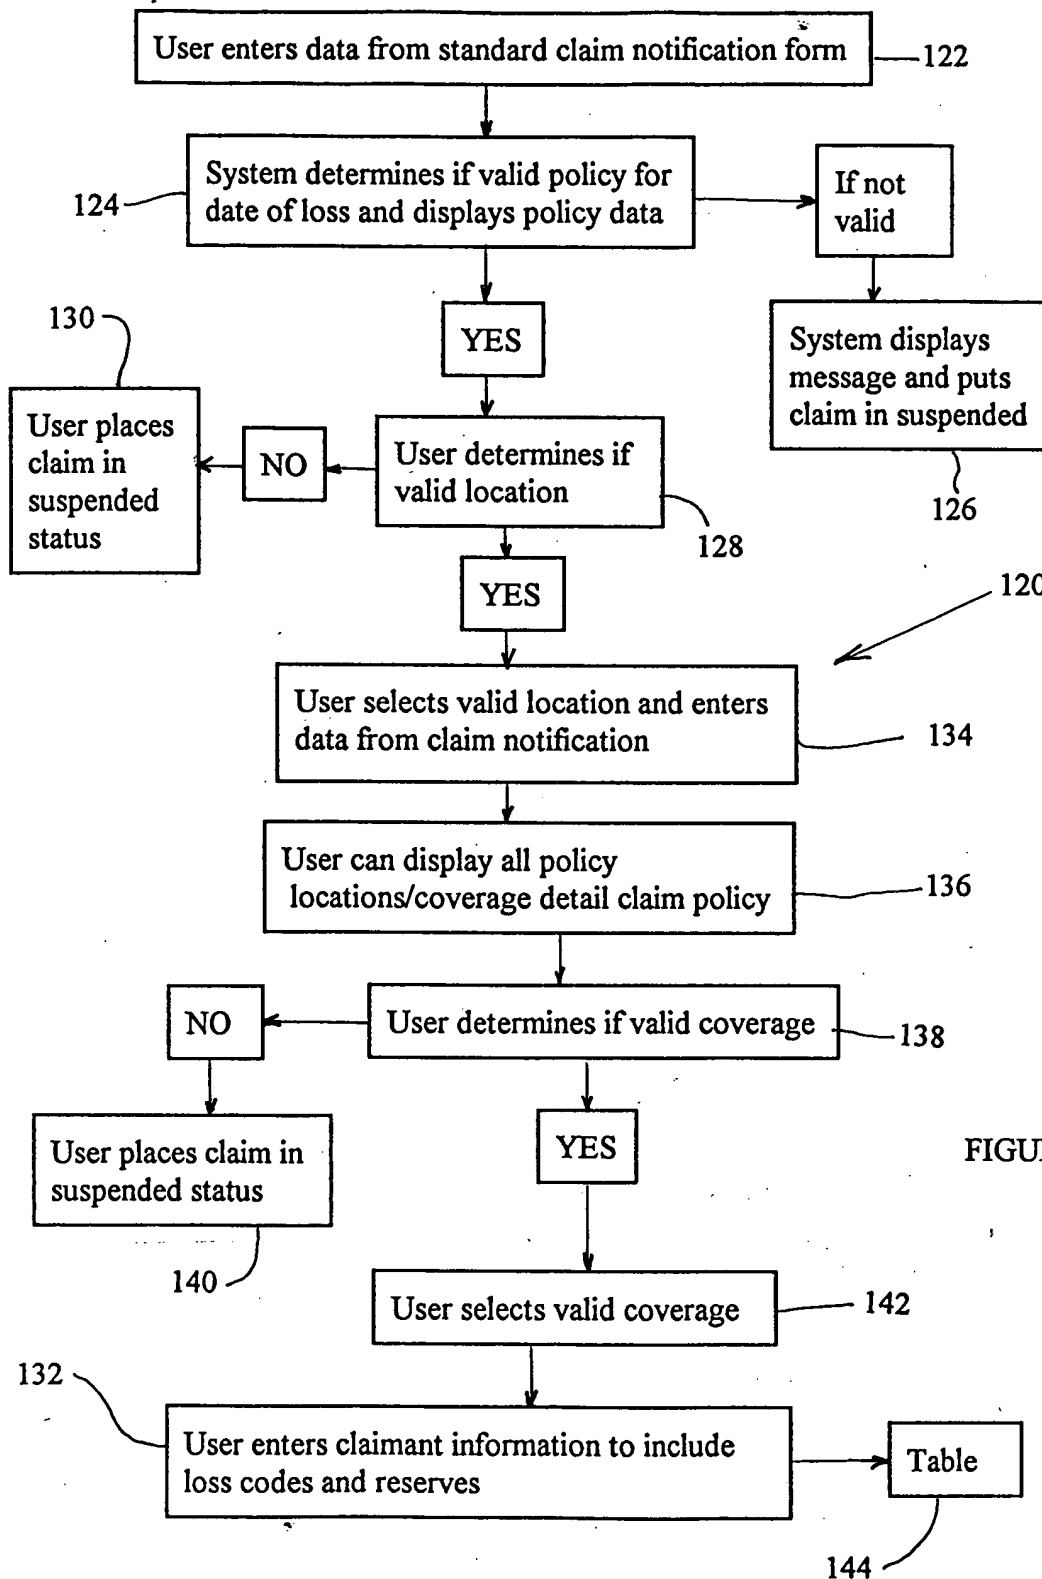 User enters data from standard claim notification form
122
System determines if valid policy for
date of loss and displays policy data
124
If not
valid
YES
System displays
message and puts
claim in suspended
126
130
User places
claim in
suspended
status
NO
User determines if
valid location
128
YES
120
User selects valid location and enters
data from claim notification
134
User can display all policy
locations/coverage detail claim policy
136
NO
User determines if valid coverage
138
User places claim in
suspended status
140
YES
FIGU
User selects valid coverage
142
132
User enters claimant information to include
loss codes and reserves
Table
144